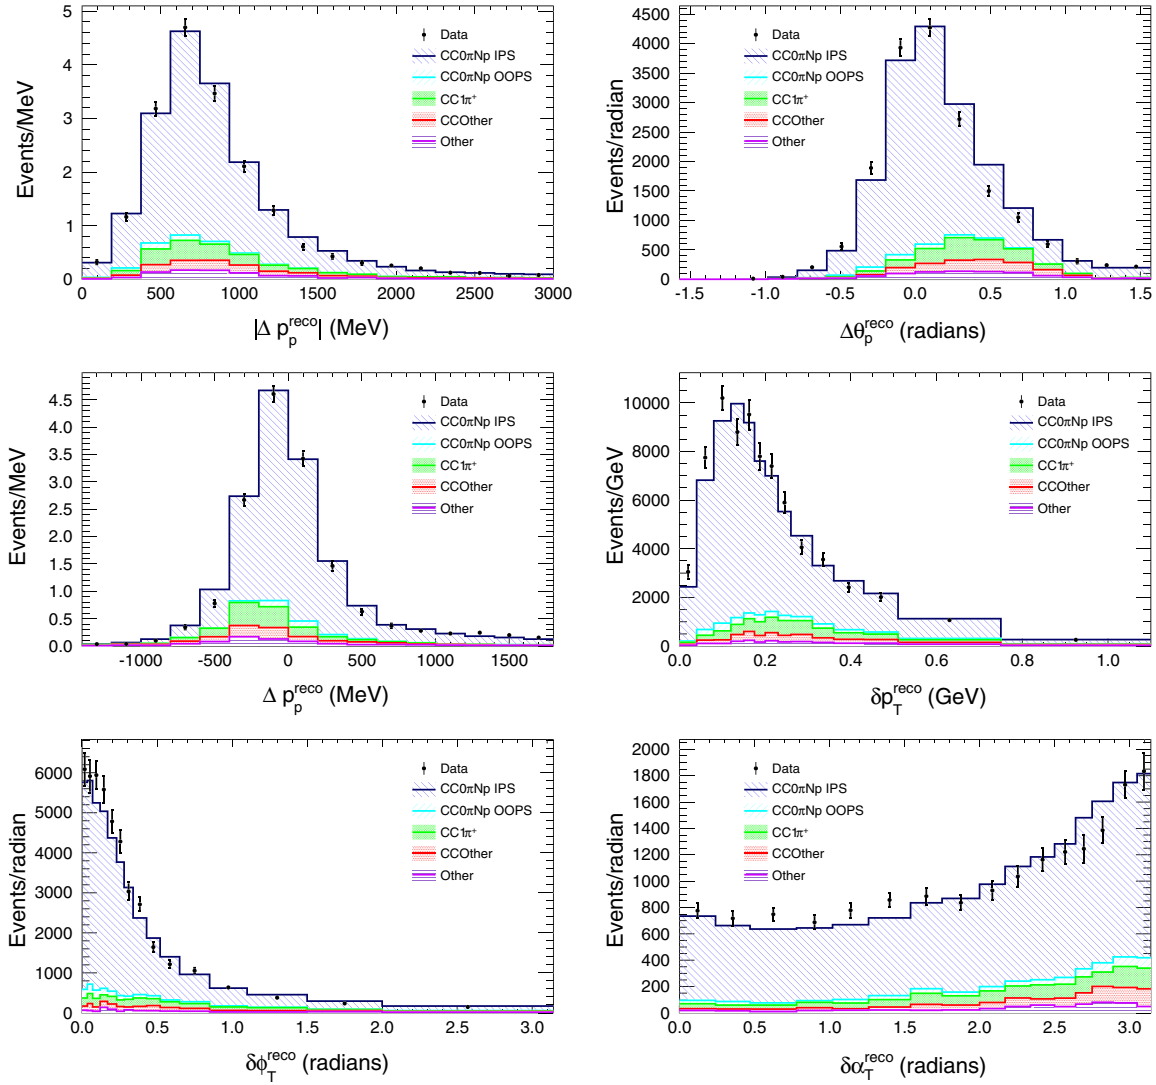 5
4
3
2
1
0
Events/MeV
Data
CC0πNp IPS
CC0πNp OOPS
CC1π⁺
CCOther
Other
0 500 1000 1500 2000 2500 3000
|Δ p_p^reco| (MeV)
4500
4000
3500
3000
2500
2000
1500
1000
500
0
Events/radian
Data
CC0πNp IPS
CC0πNp OOPS
CC1π⁺
CCOther
Other
-1.5 -1.0 -0.5 0.0 0.5 1.0 1.5
Δθ_p^reco (radians)
4.5
4.0
3.5
3.0
2.5
2.0
1.5
1.0
0.5
0.0
Events/MeV
Data
CC0πNp IPS
CC0πNp OOPS
CC1π⁺
CCOther
Other
-1000 -500 0 500 1000 1500
Δ p_p^reco (MeV)
10000
8000
6000
4000
2000
0
Events/GeV
Data
CC0πNp IPS
CC0πNp OOPS
CC1π⁺
CCOther
Other
0.0 0.2 0.4 0.6 0.8 1.0
δp_T^reco (GeV)
6000
5000
4000
3000
2000
1000
0
Events/radian
Data
CC0πNp IPS
CC0πNp OOPS
CC1π⁺
CCOther
Other
0.0 0.5 1.0 1.5 2.0 2.5 3.0
δϕ_T^reco (radians)
2000
1800
1600
1400
1200
1000
800
600
400
200
0
Events/radian
Data
CC0πNp IPS
CC0πNp OOPS
CC1π⁺
CCOther
Other
0.0 0.5 1.0 1.5 2.0 2.5 3.0
δα_T^reco (radians)